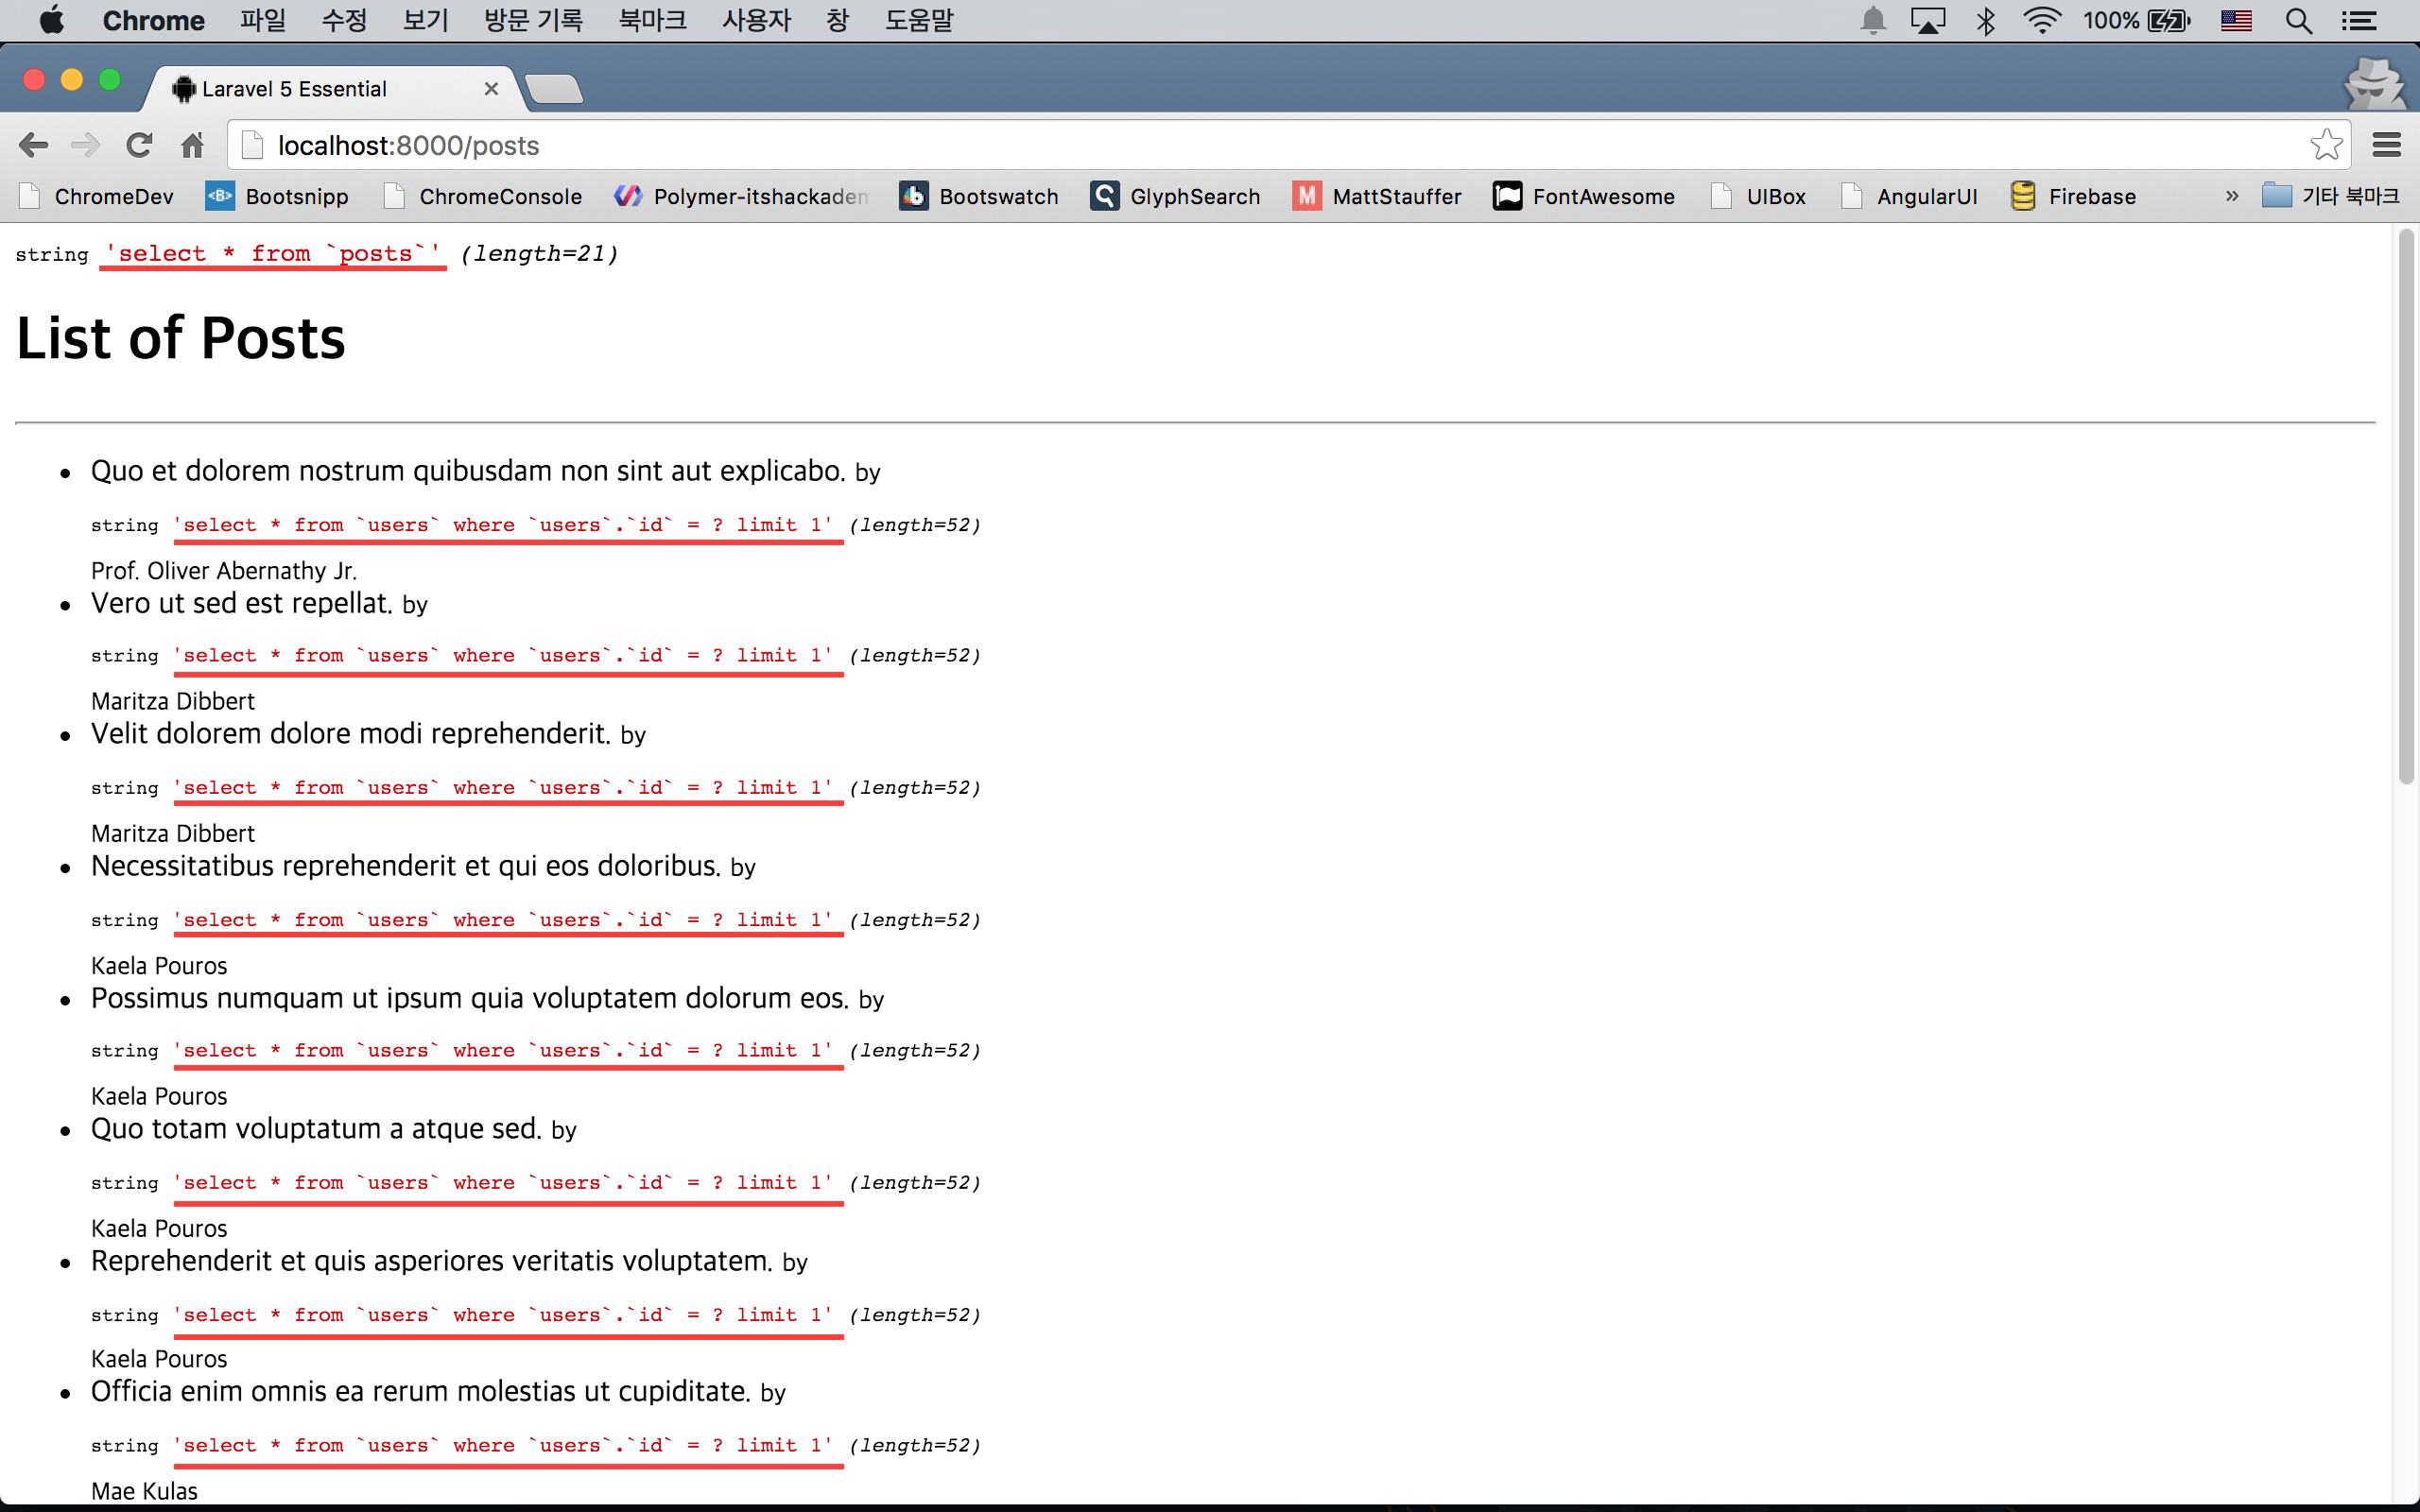 Chrome 파일 수정 보기 방문 기록 북마크 사용자 창 도움말 100%
Laravel 5 Essential
localhost:8000/posts
ChromeDev Bootsnipp ChromeConsole Polymer-itshackadem Bootswatch GlyphSearch MattStauffer FontAwesome UIBox AngularUI Firebase » 기타 북마크
string 'select * from `posts`' (length=21)
List of Posts
• Quo et dolorem nostrum quibusdam non sint aut explicabo. by
string 'select * from `users` where `users`.`id` = ? limit 1' (length=52)
Prof. Oliver Abernathy Jr.
• Vero ut sed est repellat. by
string 'select * from `users` where `users`.`id` = ? limit 1' (length=52)
Maritza Dibbert
• Velit dolorem dolore modi reprehenderit. by
string 'select * from `users` where `users`.`id` = ? limit 1' (length=52)
Maritza Dibbert
• Necessitatibus reprehenderit et qui eos doloribus. by
string 'select * from `users` where `users`.`id` = ? limit 1' (length=52)
Kaela Pouros
• Possimus numquam ut ipsum quia voluptatem dolorum eos. by
string 'select * from `users` where `users`.`id` = ? limit 1' (length=52)
Kaela Pouros
• Quo totam voluptatum a atque sed. by
string 'select * from `users` where `users`.`id` = ? limit 1' (length=52)
Kaela Pouros
• Reprehenderit et quis asperiores veritatis voluptatem. by
string 'select * from `users` where `users`.`id` = ? limit 1' (length=52)
Kaela Pouros
• Officia enim omnis ea rerum molestias ut cupiditate. by
string 'select * from `users` where `users`.`id` = ? limit 1' (length=52)
Mae Kulas